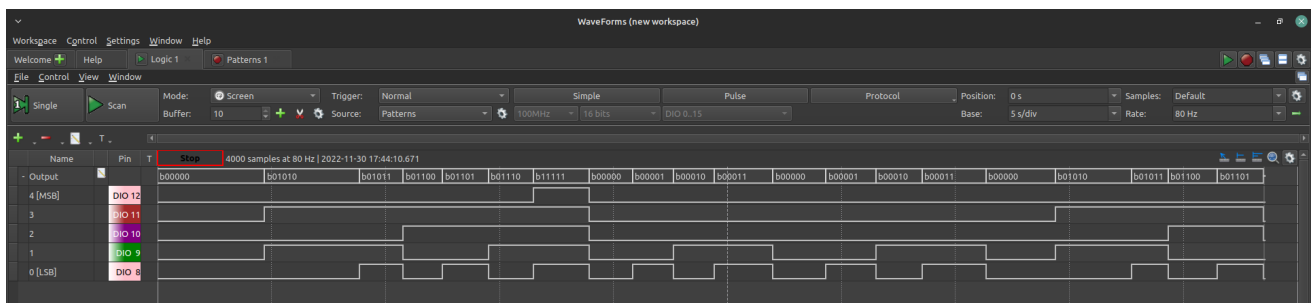 WaveForms (new workspace)
Workspace Control Settings Window Help
Welcome Help Logic 1 Patterns 1
File Control View Window
Single Scan Mode: Screen Trigger: Normal Simple Pulse Protocol Position: 0 s Samples: Default
Buffer: 10 Source: Patterns 100MHz 16 bits DIO 0..15 Base: 5 s/div Rate: 80 Hz
T
Name Pin T Stop 4000 samples at 80 Hz | 2022-11-30 17:44:10.671
- Output b00000 b01010 b01011 b01100 b01101 b01110 b11111 b00000 b00001 b00010 b00011 b00000 b00001 b00010 b00011 b00000 b01010 b01011 b01100 b01101
4 [MSB] DIO 12
3 DIO 11
2 DIO 10
1 DIO 9
0 [LSB] DIO 8